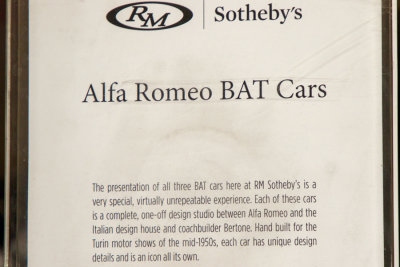 RM Sotheby's
Alfa Romeo BAT Cars
The presentation of all three BAT cars here at RM Sotheby's is a
very special, virtually unrepeatable experience. Each of these cars
is a complete, one-off design studio between Alfa Romeo and the
Italian design house and coachbuilder Bertone. Hand built for the
Turin motor shows of the mid-1950s, each car has unique design
details and is an icon all its own.